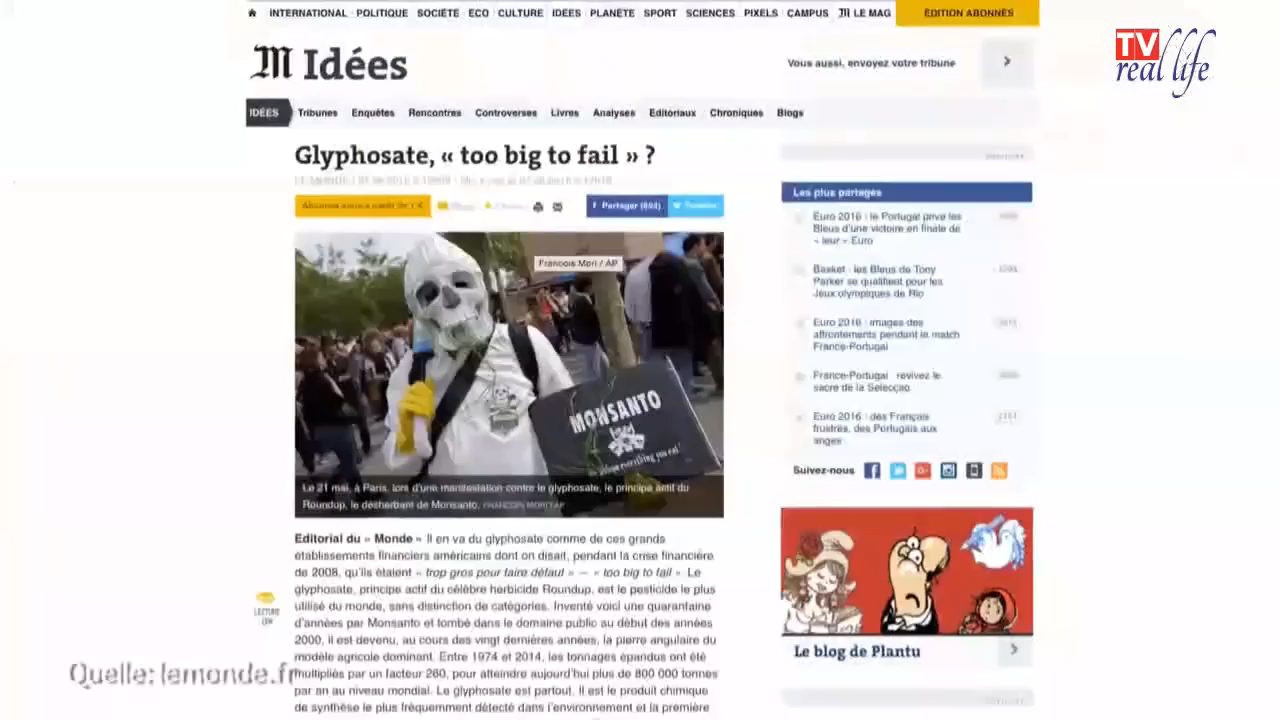 INTERNATIONAL POLITIQUE SOCIÉTÉ ÉCO CULTURE IDÉES PLANÈTE SPORT SCIENCES PIXELS CAMPUS M LE MAG ÉDITION ABONNÉS
TV
real life
M Idées
Vous aussi, envoyez votre tribune
IDÉES Tribunes Enquêtes Rencontres Controverses Livres Analyses Editoriaux Chroniques Blogs
Glyphosate, « too big to fail » ?
Partager
Francois Mori / AP
MONSANTO
Le 21 mai, à Paris, lors d'une manifestation contre le glyphosate, le principe actif du
Roundup, le désherbant de Monsanto.
Editorial du « Monde » Il en va du glyphosate comme de ces grands
établissements financiers américains dont on disait, pendant la crise financière
de 2008, qu'ils étaient « trop gros pour faire défaut » – « too big to fail ». Le
glyphosate, principe actif du célèbre herbicide Roundup, est le pesticide le plus
utilisé du monde, sans distinction de catégories. Inventé voici une quarantaine
d'années par Monsanto et tombé dans le domaine public au début des années
2000, il est devenu, au cours des vingt dernières années, la pierre angulaire du
modèle agricole dominant. Entre 1974 et 2014, les tonnages épandus ont été
multipliés par un facteur 260, pour atteindre aujourd'hui plus de 800 000 tonnes
par an au niveau mondial. Le glyphosate est partout. Il est le produit chimique
de synthèse le plus fréquemment détecté dans l'environnement et la première
LECTURE
ZEN
Les plus partagés
Euro 2016 : le Portugal prive les
Bleus d'une victoire en finale de
« leur » Euro
Basket : les Bleus de Tony
Parker se qualifient pour les
Jeux olympiques de Rio
Euro 2016 : images des
affrontements pendant le match
France-Portugal
France-Portugal : revivez le
sacre de la Selecçao
Euro 2016 : des Français
frustrés, des Portugais aux
anges
Suivez-nous
Le blog de Plantu
Quelle: lemonde.fr